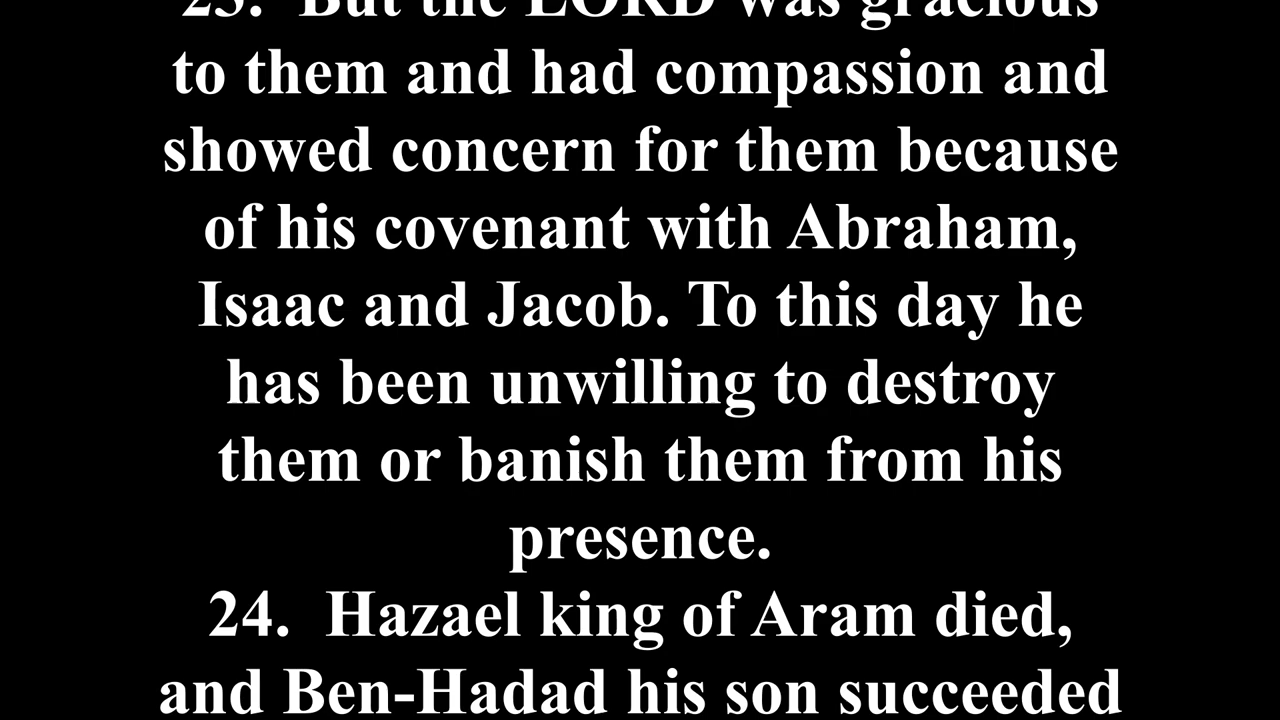 23. But the LORD was gracious
to them and had compassion and
showed concern for them because
of his covenant with Abraham,
Isaac and Jacob. To this day he
has been unwilling to destroy
them or banish them from his
presence.
24. Hazael king of Aram died,
and Ben-Hadad his son succeeded